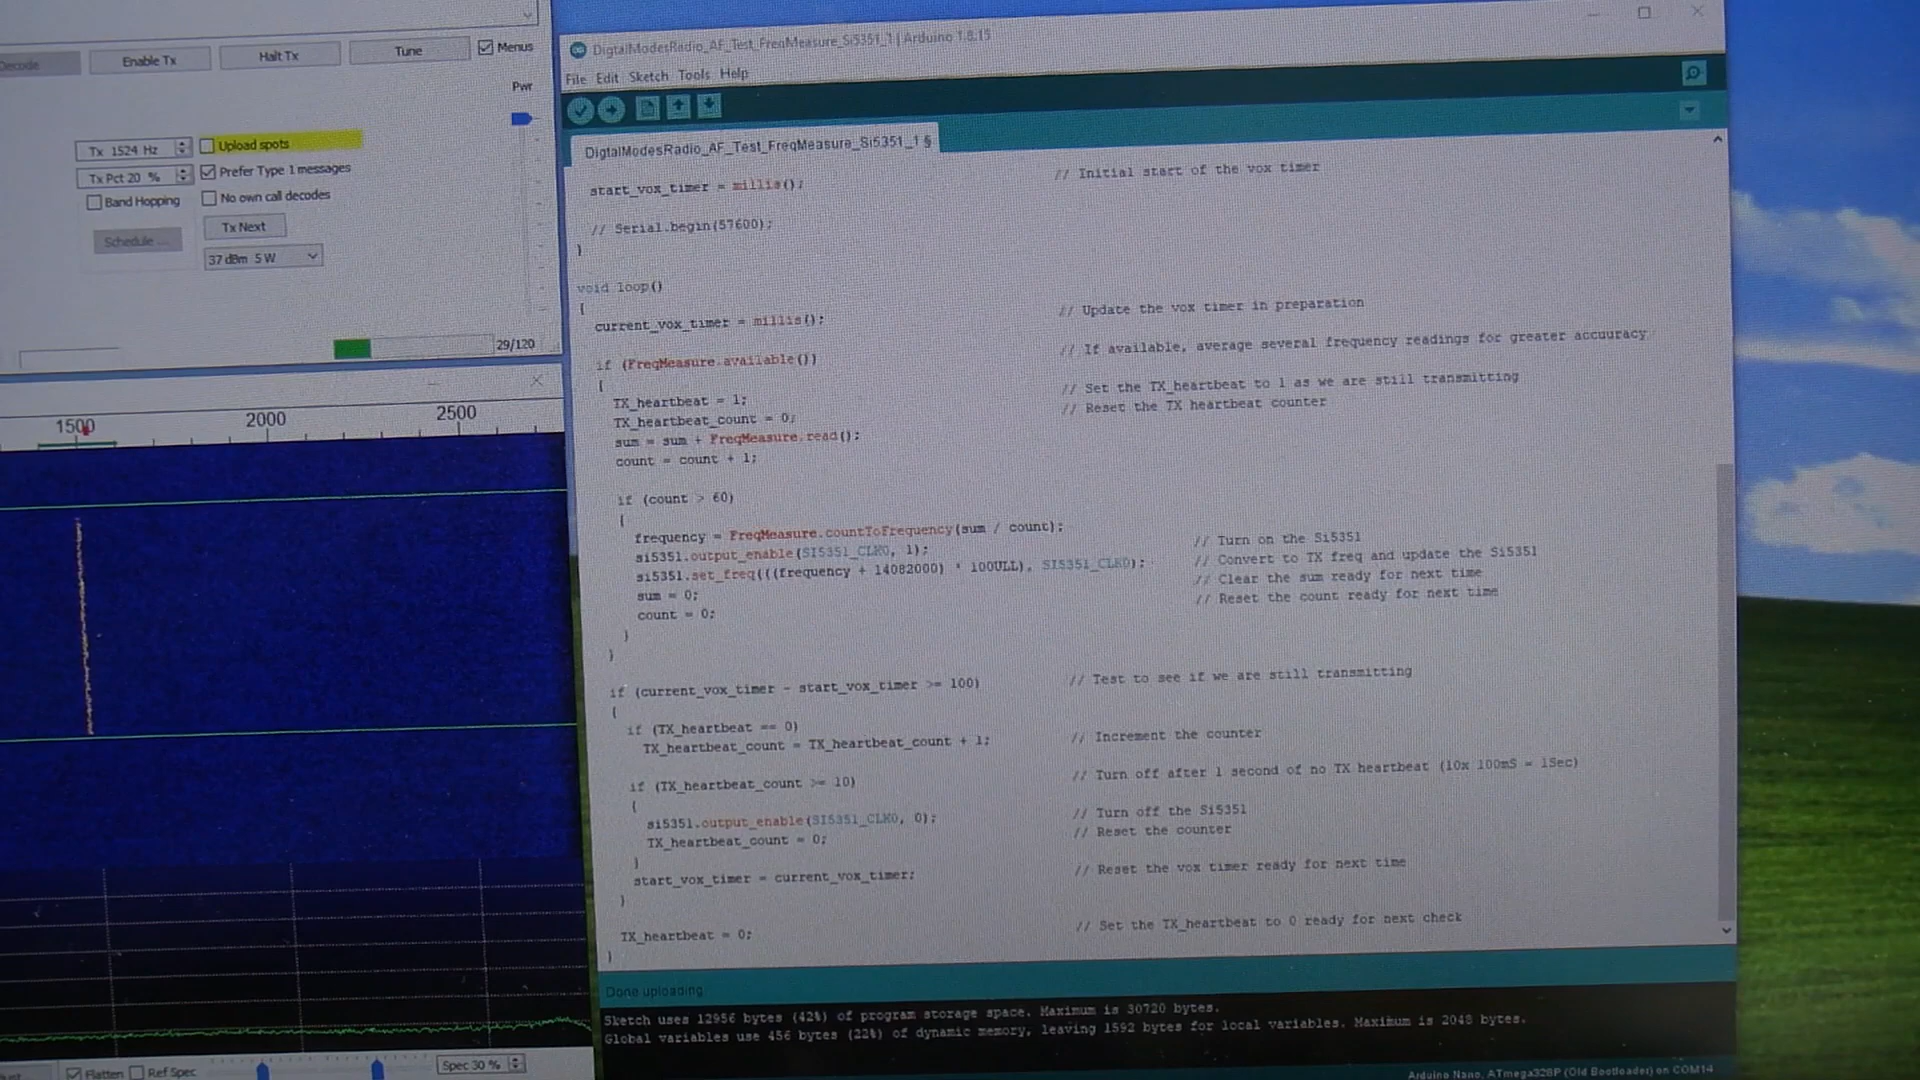 Decode
Enable Tx
Halt Tx
Tune
Menus
Pwr
Tx 1524 Hz
Upload spots
Tx Pct 20 %
Prefer Type 1 messages
Band Hopping
No own call decodes
Schedule ...
Tx Next
37 dBm 5 W
29/120
1500
2000
2500
Flatten
Ref Spec
Spec 30 %
DigtalModesRadio_AF_Test_FreqMeasure_Si5351_1 | Arduino 1.8.15
File Edit Sketch Tools Help
DigtalModesRadio_AF_Test_FreqMeasure_Si5351_1 §
start_vox_timer = millis(); // Initial start of the vox timer
// Serial.begin(57600);
}
void loop()
{
current_vox_timer = millis(); // Update the vox timer in preparation
if (FreqMeasure.available()) // If available, average several frequency readings for greater accuuracy
{
TX_heartbeat = 1; // Set the TX_heartbeat to 1 as we are still transmitting
TX_heartbeat_count = 0; // Reset the TX heartbeat counter
sum = sum + FreqMeasure.read();
count = count + 1;
if (count > 60)
{
frequency = FreqMeasure.countToFrequency(sum / count);
si5351.output_enable(SI5351_CLK0, 1); // Turn on the Si5351
si5351.set_freq(((frequency + 14082000) * 100ULL), SI5351_CLK0); // Convert to TX freq and update the Si5351
sum = 0; // Clear the sum ready for next time
count = 0; // Reset the count ready for next time
}
}
if (current_vox_timer - start_vox_timer >= 100) // Test to see if we are still transmitting
{
if (TX_heartbeat == 0)
TX_heartbeat_count = TX_heartbeat_count + 1; // Increment the counter
if (TX_heartbeat_count >= 10) // Turn off after 1 second of no TX heartbeat (10x 100mS = 1Sec)
{
si5351.output_enable(SI5351_CLK0, 0); // Turn off the Si5351
TX_heartbeat_count = 0; // Reset the counter
}
start_vox_timer = current_vox_timer; // Reset the vox timer ready for next time
}
TX_heartbeat = 0; // Set the TX_heartbeat to 0 ready for next check
}
Done uploading.
Sketch uses 12956 bytes (42%) of program storage space. Maximum is 30720 bytes.
Global variables use 456 bytes (22%) of dynamic memory, leaving 1592 bytes for local variables. Maximum is 2048 bytes.
Arduino Nano, ATmega328P (Old Bootloader) on COM14